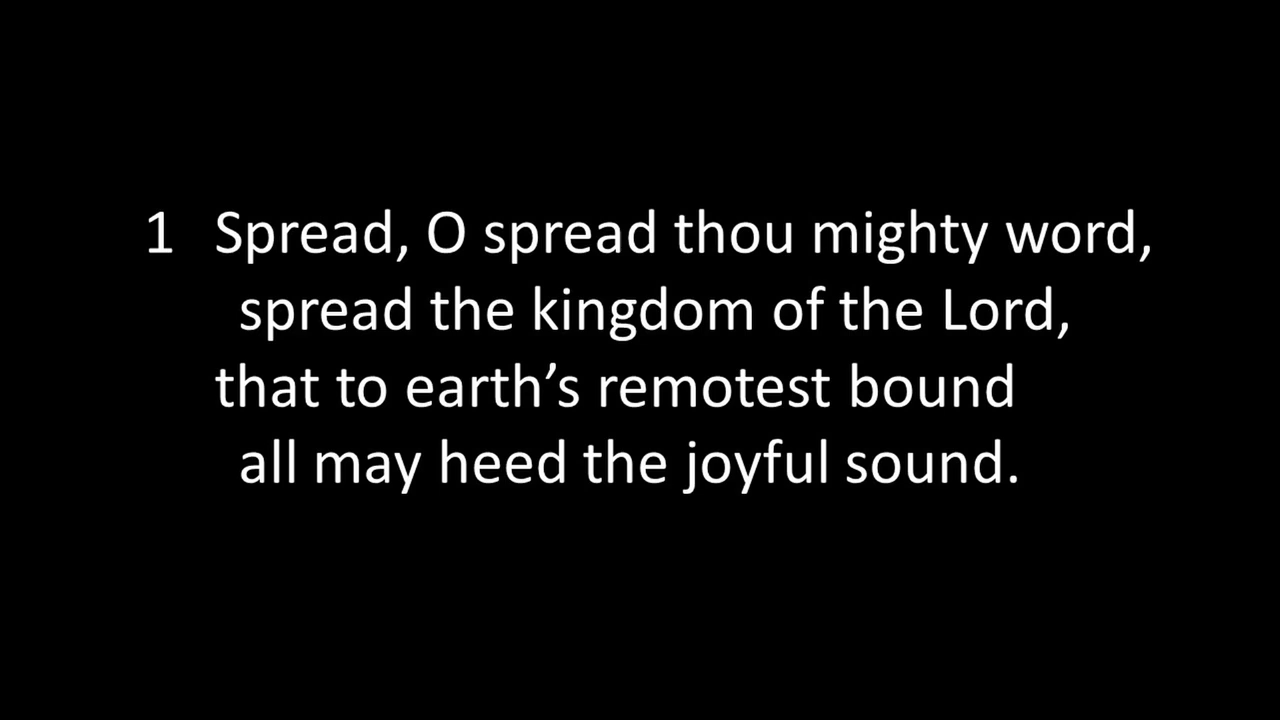 1 Spread, O spread thou mighty word,
spread the kingdom of the Lord,
that to earth’s remotest bound
all may heed the joyful sound.